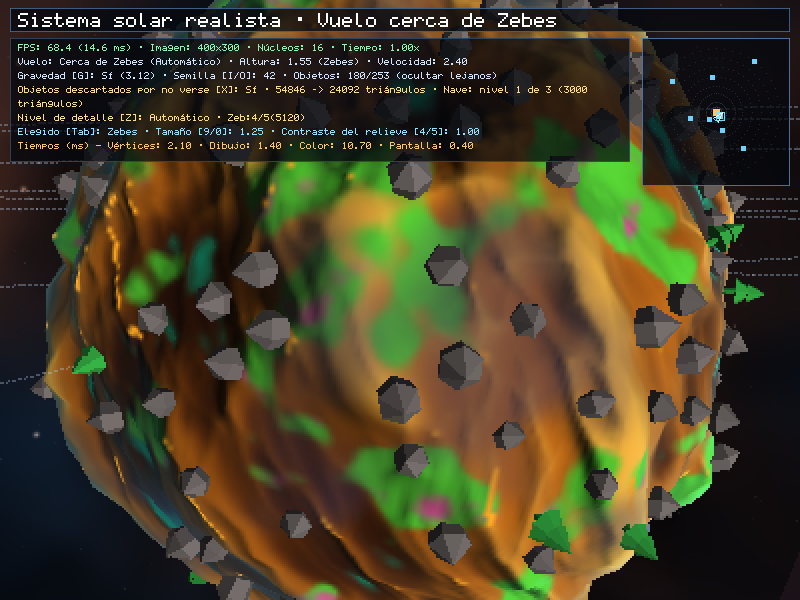 Sistema solar realista • Vuelo cerca de Zebes
FPS: 68.4 (14.6 ms) • Imagen: 400x300 • Núcleos: 16 • Tiempo: 1.00x
Vuelo: Cerca de Zebes (Automático) • Altura: 1.55 (Zebes) • Velocidad: 2.40
Gravedad [G]: Sí (3.12) • Semilla [I/O]: 42 • Objetos: 180/253 (ocultar lejanos)
Objetos descartados por no verse [X]: Sí • 54846 -> 24092 triángulos • Nave: nivel 1 de 3 (3000
triángulos)
Nivel de detalle [Z]: Automático • Zeb:4/5(5120)
Elegido [Tab]: Zebes • Tamaño [9/0]: 1.25 • Contraste del relieve [4/5]: 1.00
Tiempos (ms) - Vértices: 2.10 • Dibujo: 1.40 • Color: 10.70 • Pantalla: 0.40